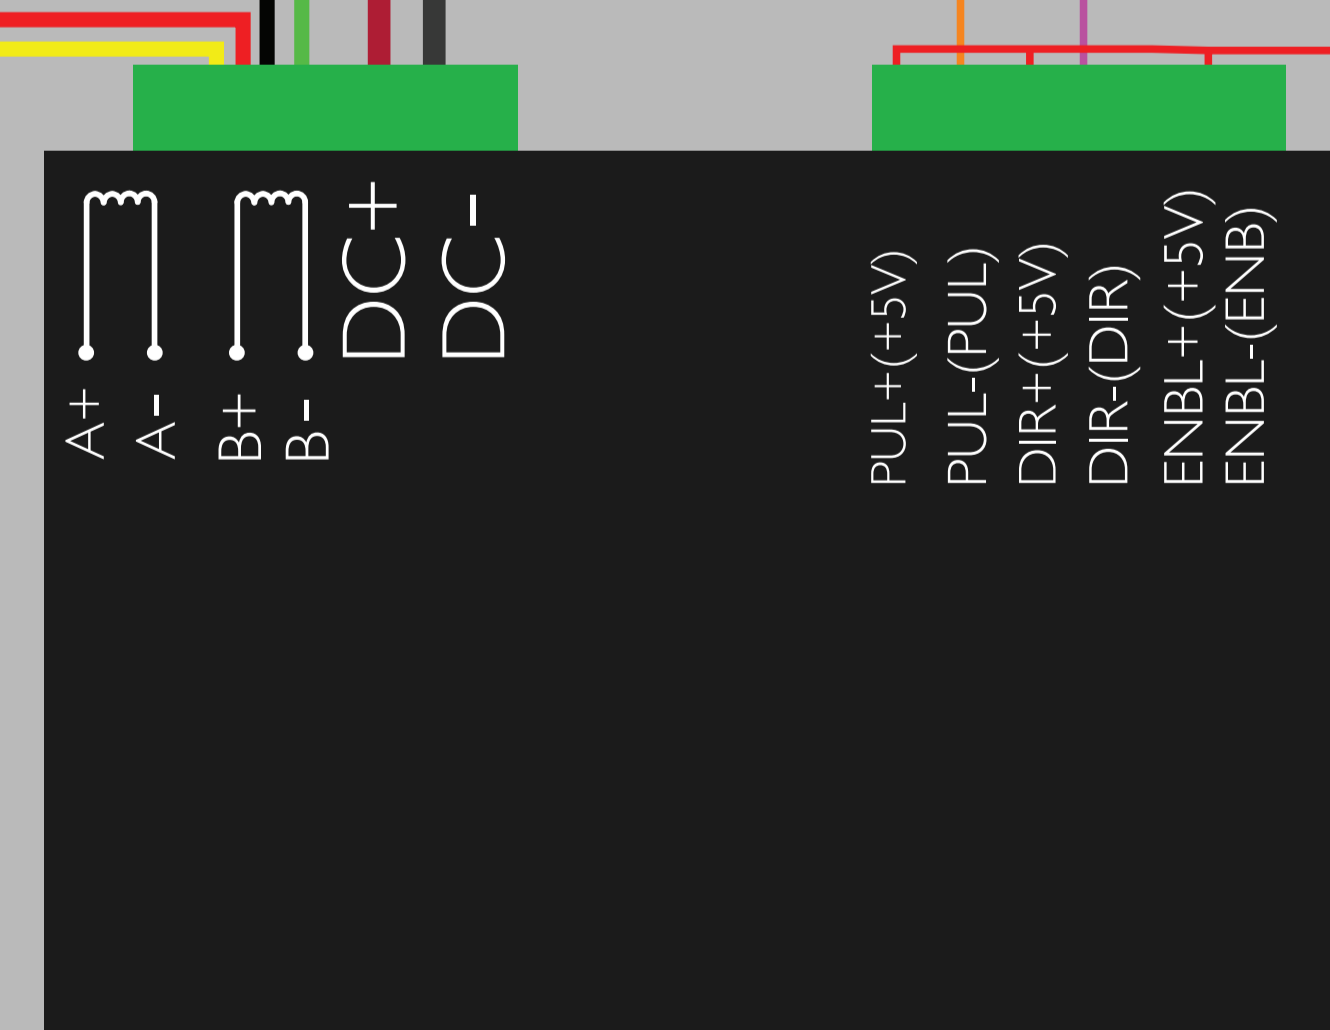 A+
A-
B+
B-
DC+
DC-
PUL+(+5V)
PUL-(PUL)
DIR+(+5V)
DIR-(DIR)
ENBL+(+5V)
ENBL-(ENB)